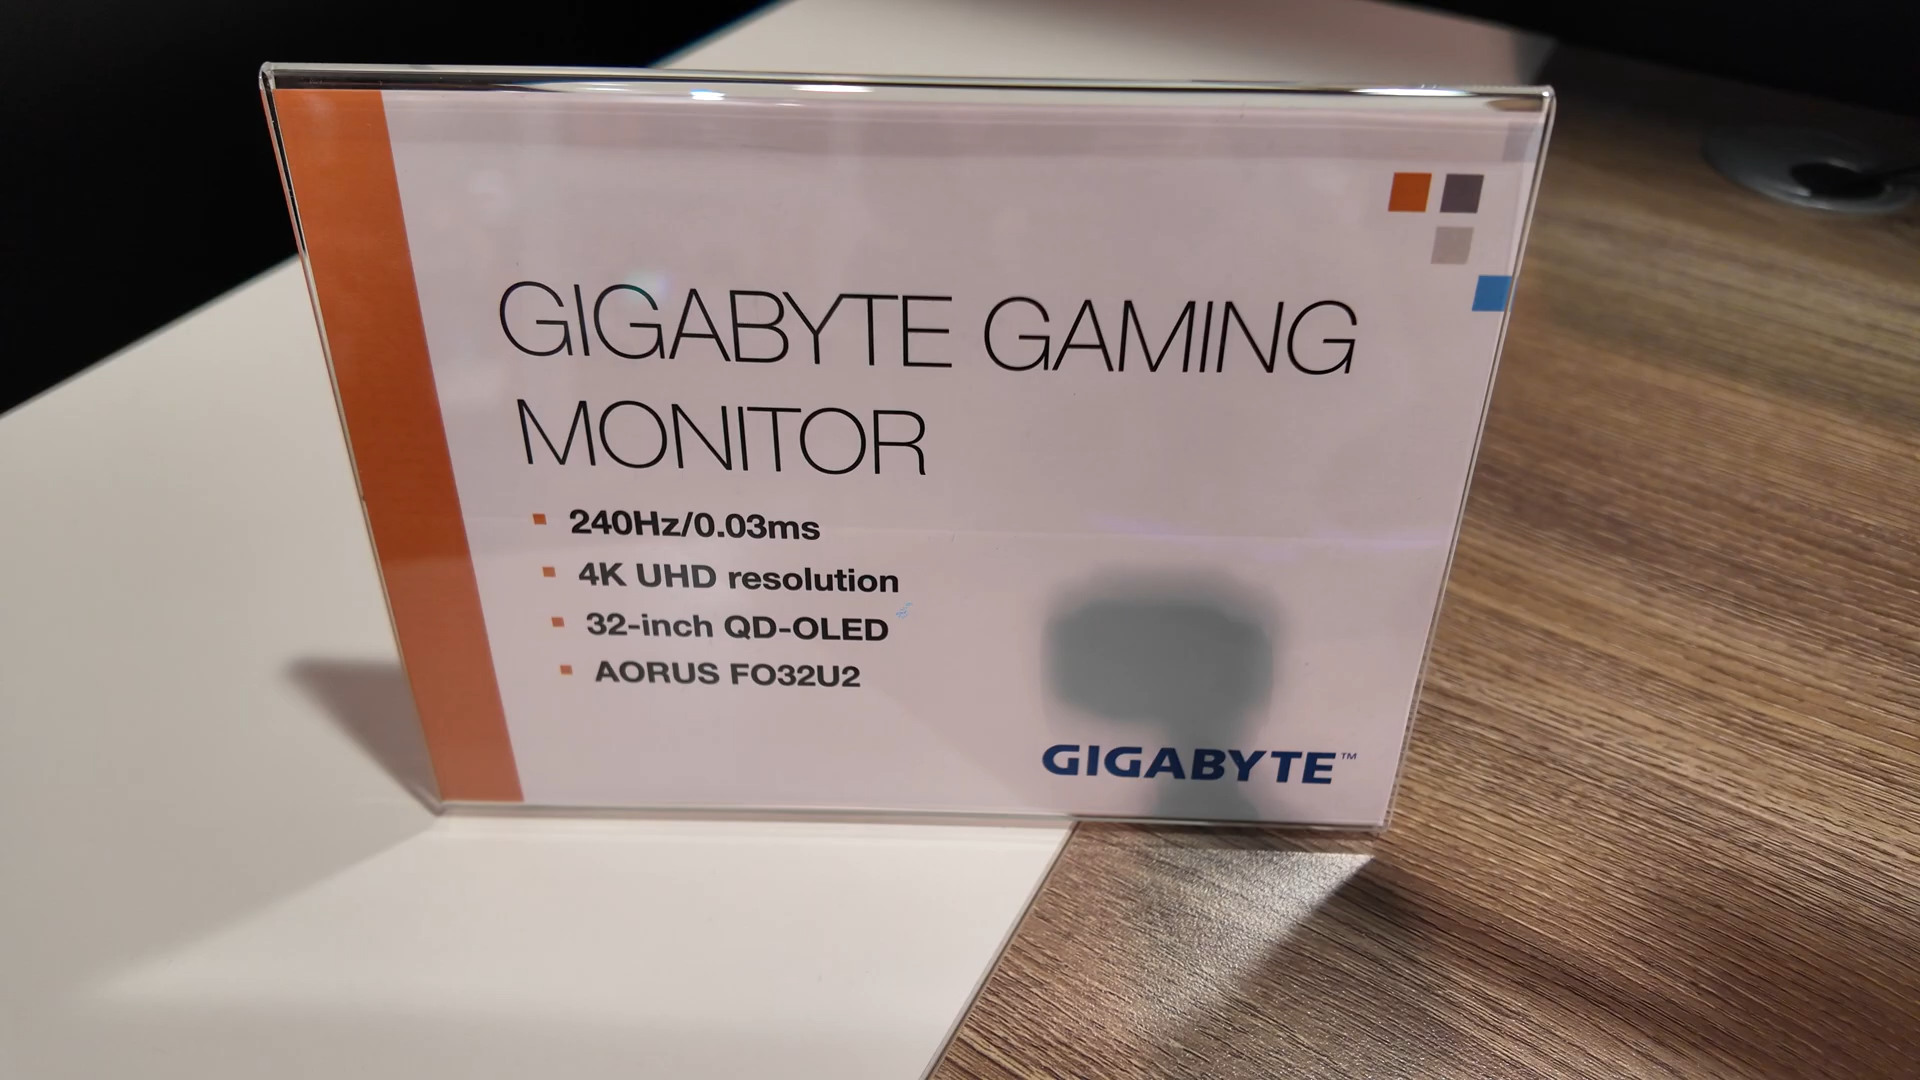 GIGABYTE GAMING
MONITOR
240Hz/0.03ms
4K UHD resolution
32-inch QD-OLED
AORUS FO32U2
GIGABYTE™